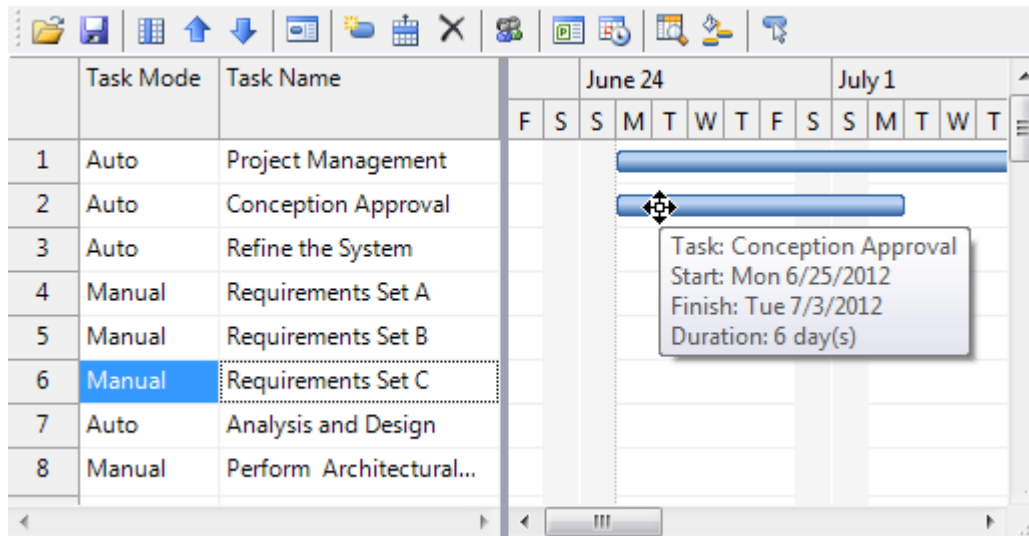 Task Mode Task Name June 24 July 1
F S S M T W T F S S M T W T
1 Auto Project Management
2 Auto Conception Approval
3 Auto Refine the System
Task: Conception Approval
Start: Mon 6/25/2012
Finish: Tue 7/3/2012
Duration: 6 day(s)
4 Manual Requirements Set A
5 Manual Requirements Set B
6 Manual Requirements Set C
7 Auto Analysis and Design
8 Manual Perform Architectural...